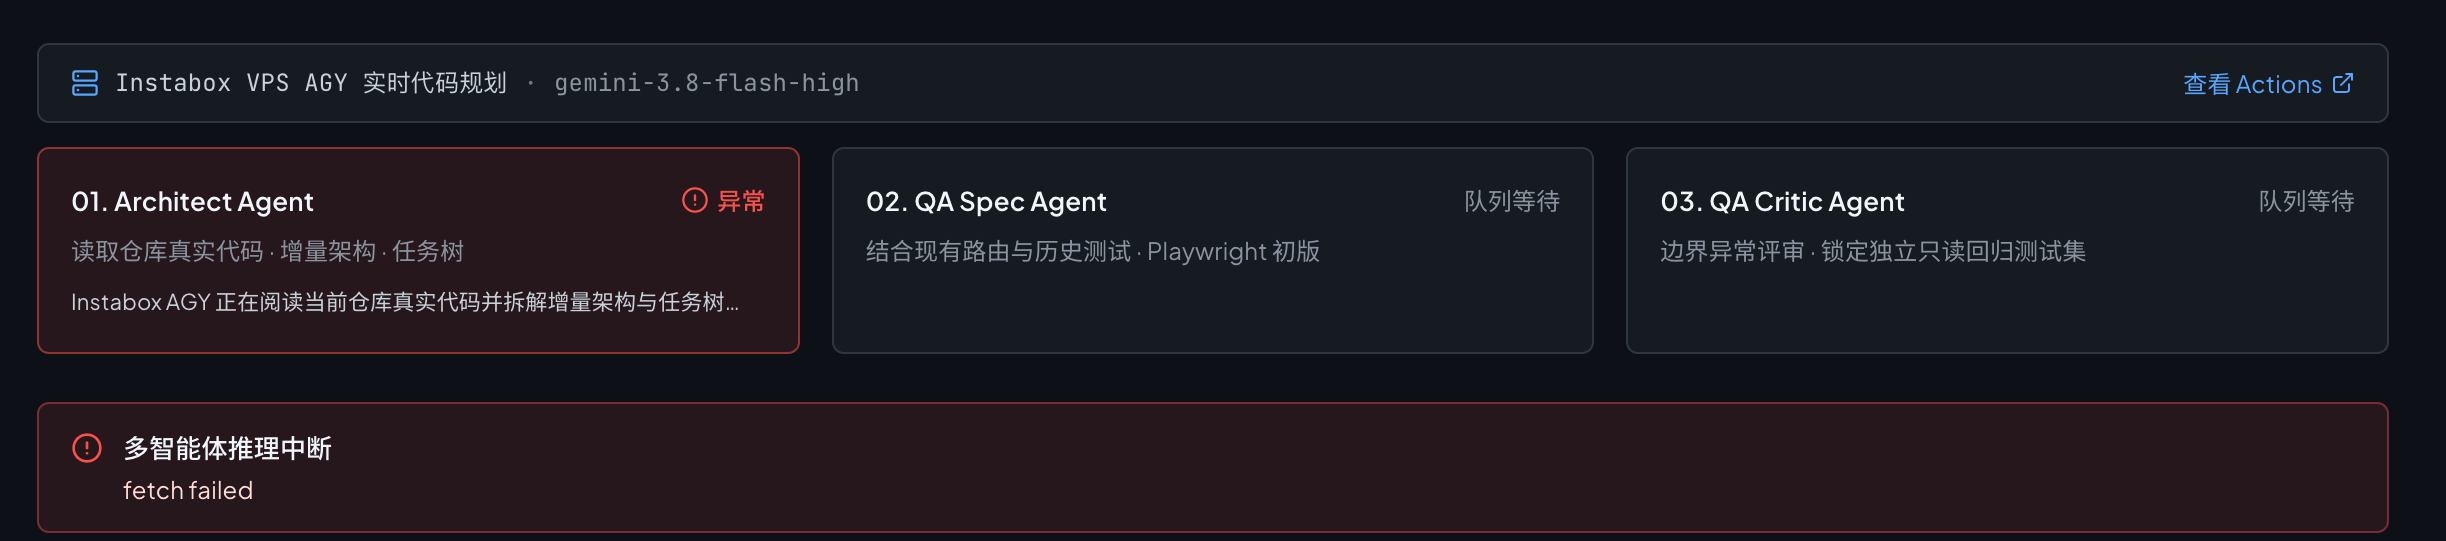 Instabox VPS AGY 实时代码规划 · gemini-3.8-flash-high
查看 Actions
01. Architect Agent
异常
读取仓库真实代码 · 增量架构 · 任务树
Instabox AGY 正在阅读当前仓库真实代码并拆解增量架构与任务树...
02. QA Spec Agent
队列等待
结合现有路由与历史测试 · Playwright 初版
03. QA Critic Agent
队列等待
边界异常评审 · 锁定独立只读回归测试集
多智能体推理中断
fetch failed